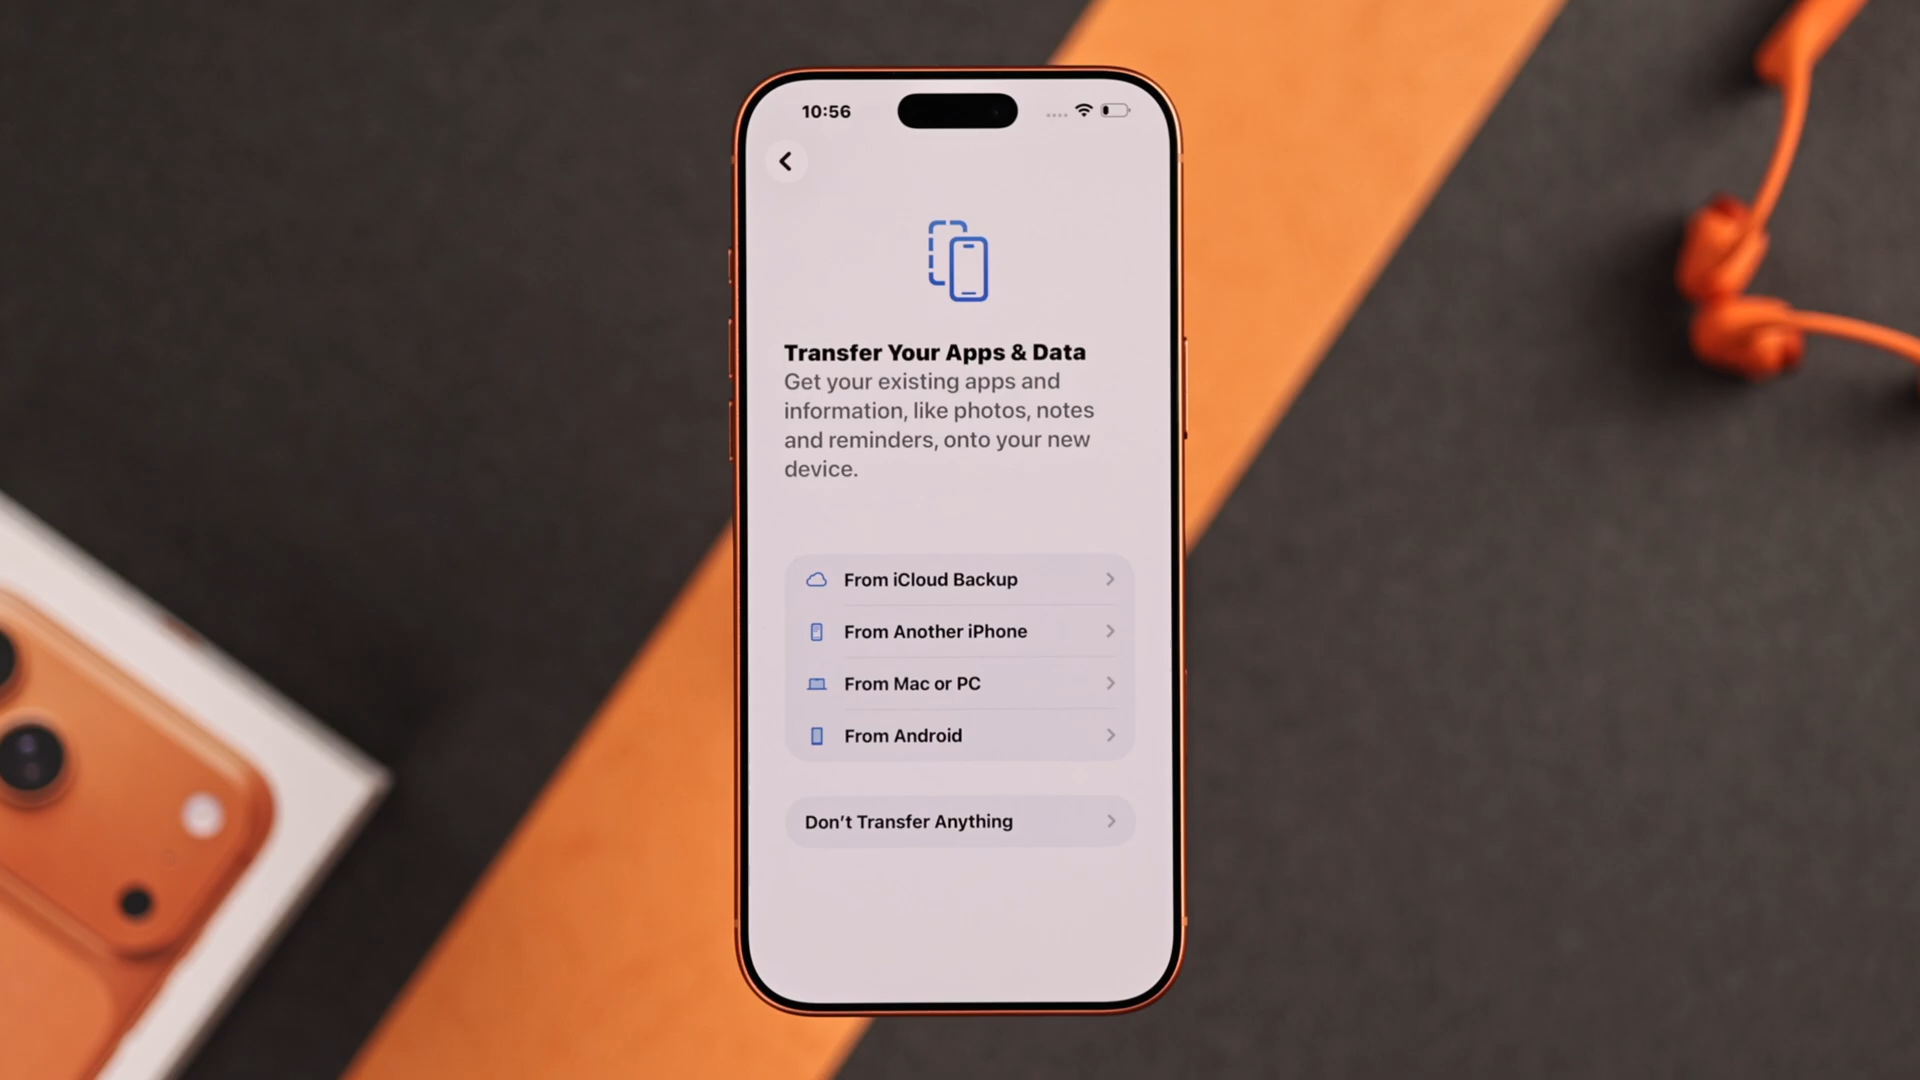 10:56
Transfer Your Apps & Data
Get your existing apps and
information, like photos, notes
and reminders, onto your new
device.
From iCloud Backup
From Another iPhone
From Mac or PC
From Android
Don’t Transfer Anything